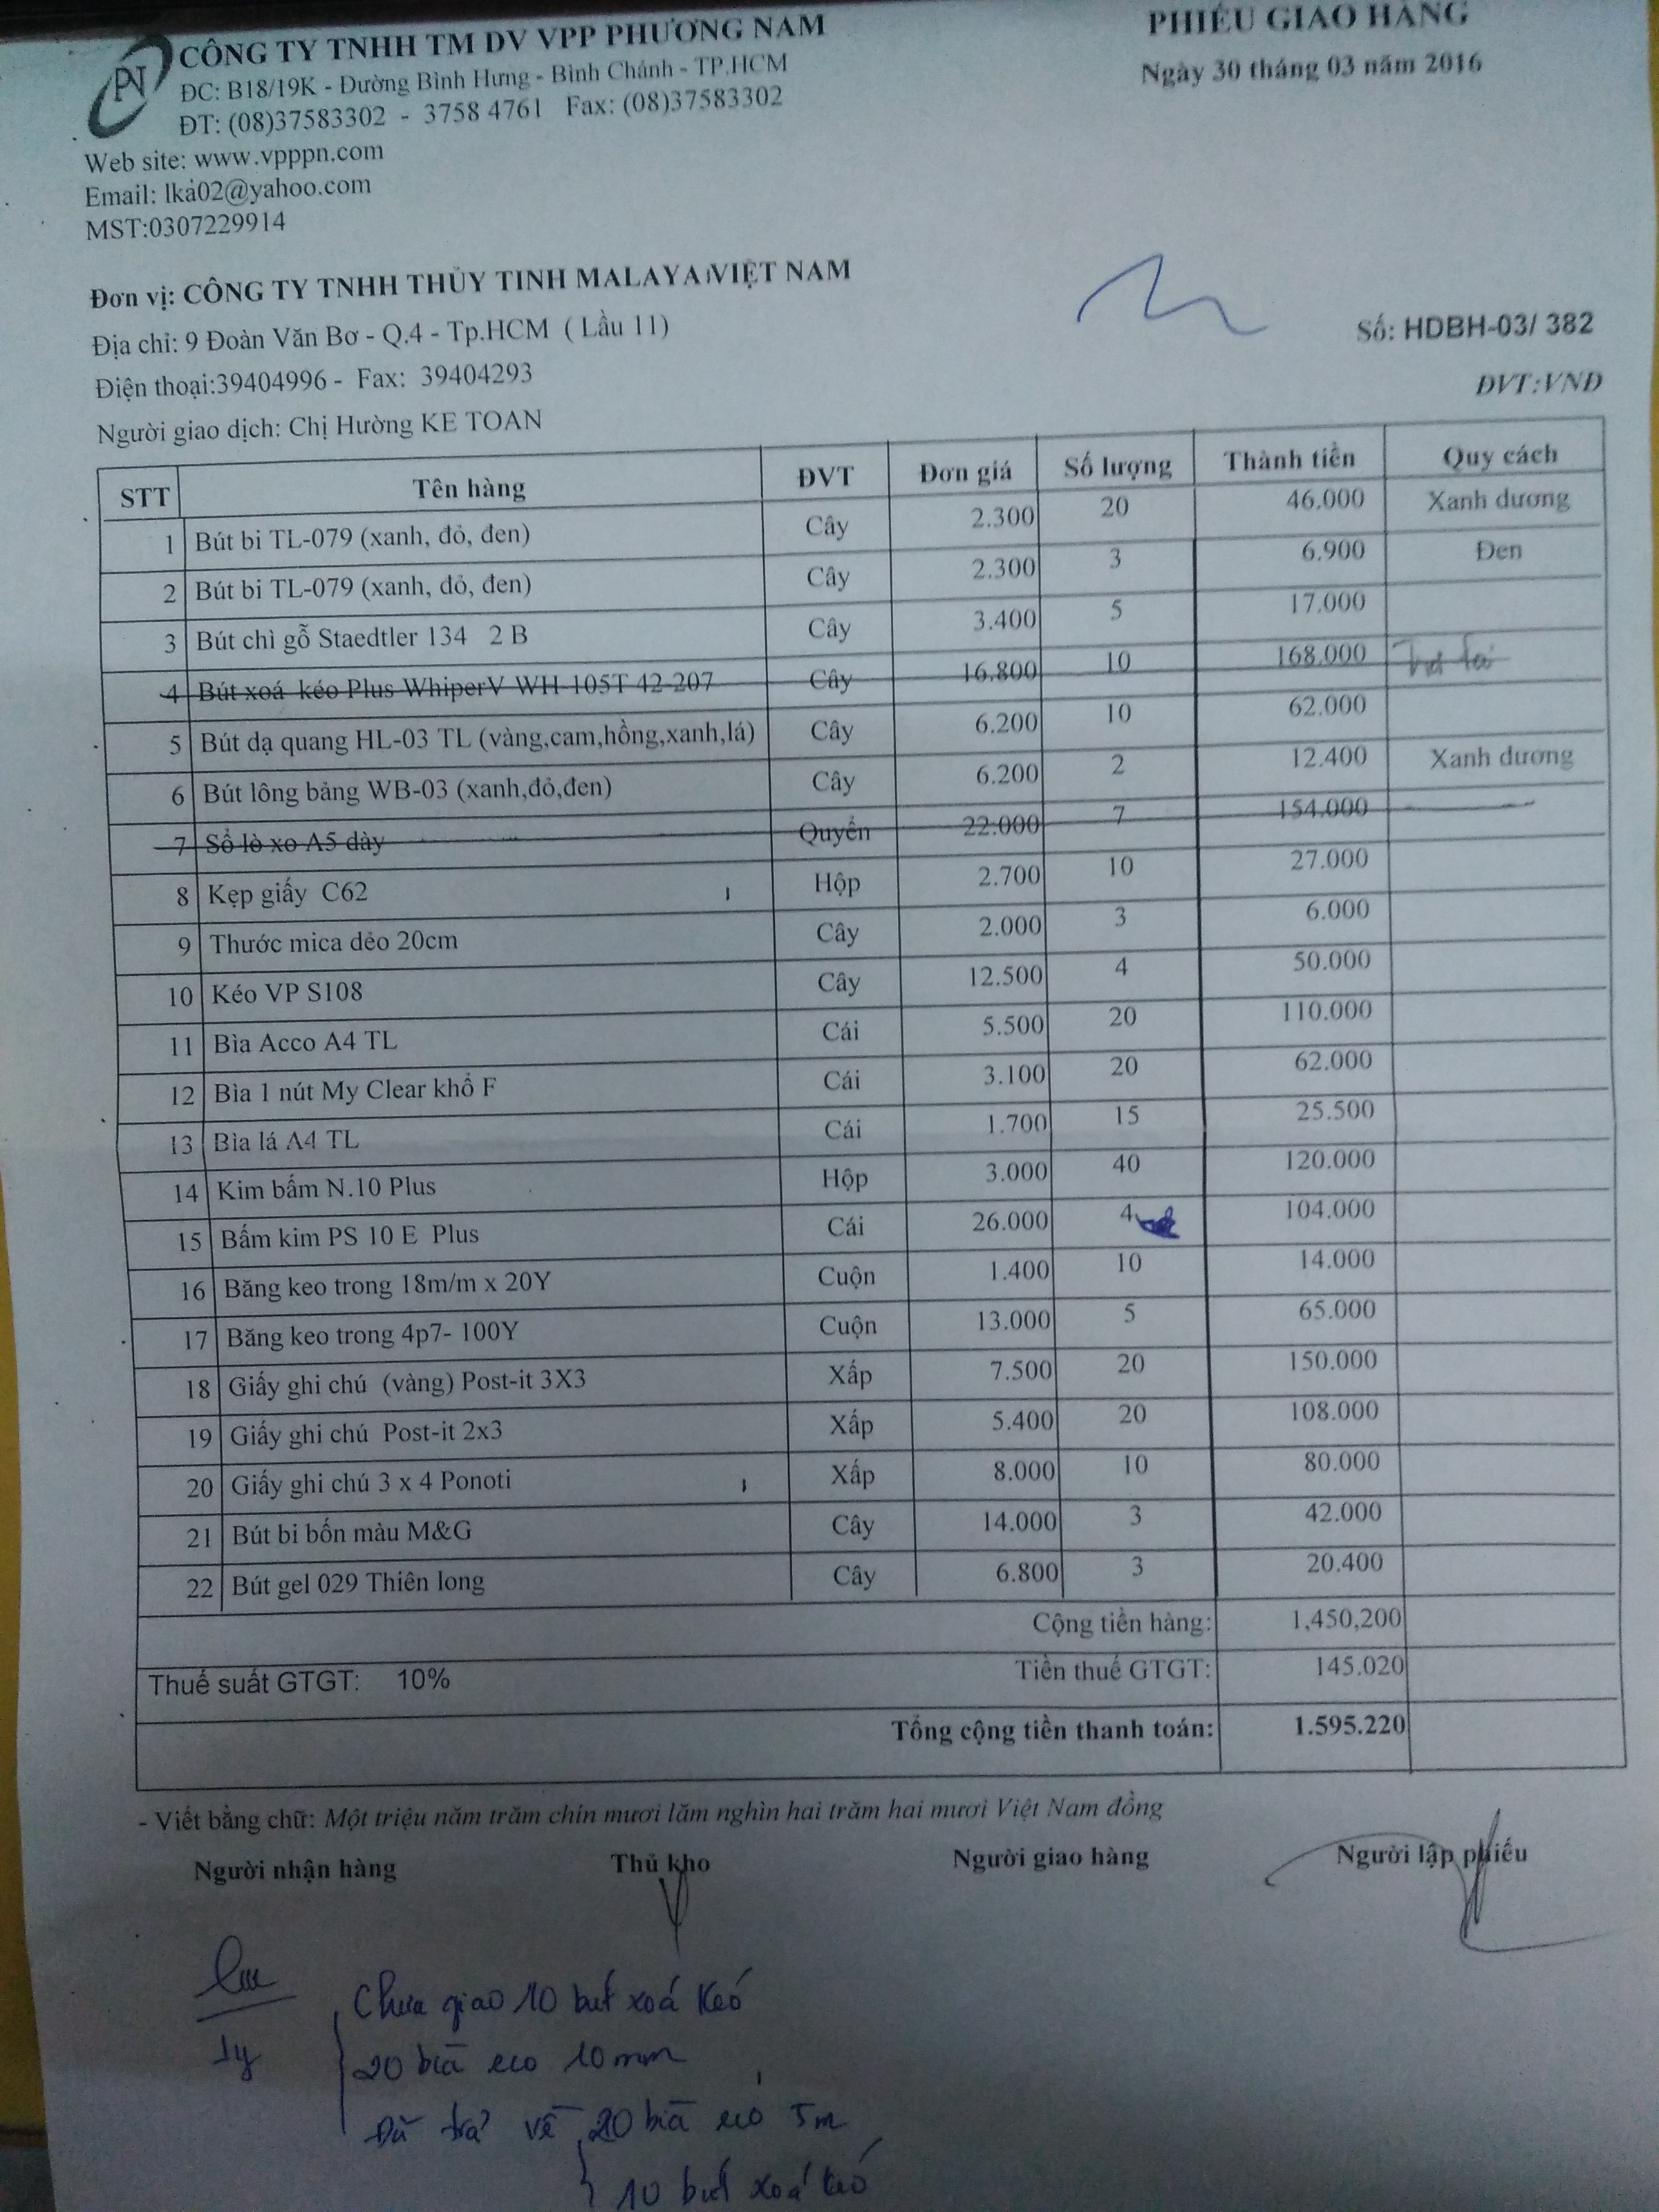 PN
CÔNG TY TNHH TM DV VPP PHƯƠNG NAM
ĐC: B18/19K - Đường Bình Hưng - Bình Chánh - TP.HCM
ĐT: (08)37583302 - 3758 4761 Fax: (08)37583302
Web site: www.vpppn.com
Email: lkả02@yahoo.com
MST:0307229914
PHIẾU GIAO HÀNG
Ngày 30 tháng 03 năm 2016
Đơn vị: CÔNG TY TNHH THỦY TINH MALAYA VIỆT NAM
Địa chỉ: 9 Đoàn Văn Bơ - Q.4 - Tp.HCM ( Lầu 11)
Điện thoại:39404996 - Fax: 39404293
Người giao dịch: Chị Hường KE TOAN
Số: HDBH-03/ 382
ĐVT:VNĐ
STT Tên hàng ĐVT Đơn giá Số lượng Thành tiền Quy cách
1 Bút bi TL-079 (xanh, đỏ, đen) Cây 2.300 20 46.000 Xanh dương
2 Bút bi TL-079 (xanh, đỏ, đen) Cây 2.300 3 6.900 Đen
3 Bút chì gỗ Staedtler 134 2 B Cây 3.400 5 17.000
4 Bút xoá kéo Plus WhiperV WH-105T 42-207 Cây 16.800 10 168.000
5 Bút dạ quang HL-03 TL (vàng,cam,hồng,xanh,lá) Cây 6.200 10 62.000
6 Bút lông bảng WB-03 (xanh,đỏ,đen) Cây 6.200 2 12.400 Xanh dương
7 Sổ lò xo A5 dày Quyển 22.000 7 154.000
8 Kẹp giấy C62 Hộp 2.700 10 27.000
9 Thước mica dẻo 20cm Cây 2.000 3 6.000
10 Kéo VP S108 Cây 12.500 4 50.000
11 Bìa Acco A4 TL Cái 5.500 20 110.000
12 Bìa 1 nút My Clear khổ F Cái 3.100 20 62.000
13 Bìa lá A4 TL Cái 1.700 15 25.500
14 Kim bấm N.10 Plus Hộp 3.000 40 120.000
15 Bấm kim PS 10 E Plus Cái 26.000 4 104.000
16 Băng keo trong 18m/m x 20Y Cuộn 1.400 10 14.000
17 Băng keo trong 4p7- 100Y Cuộn 13.000 5 65.000
18 Giấy ghi chú (vàng) Post-it 3X3 Xấp 7.500 20 150.000
19 Giấy ghi chú Post-it 2x3 Xấp 5.400 20 108.000
20 Giấy ghi chú 3 x 4 Ponoti Xấp 8.000 10 80.000
21 Bút bi bốn màu M&G Cây 14.000 3 42.000
22 Bút gel 029 Thiên long Cây 6.800 3 20.400
Cộng tiền hàng: 1,450,200
Thuế suất GTGT: 10% Tiền thuế GTGT: 145.020
Tổng cộng tiền thanh toán: 1.595.220
- Viết bằng chữ: Một triệu năm trăm chín mươi lăm nghìn hai trăm hai mươi Việt Nam đồng
Người nhận hàng Thủ kho Người giao hàng Người lập phiếu
Chưa giao 10 bút xoá kéo
20 bìa eco 10mm
Đã trả về 20 bìa eco 5m
10 bút xoá kéo